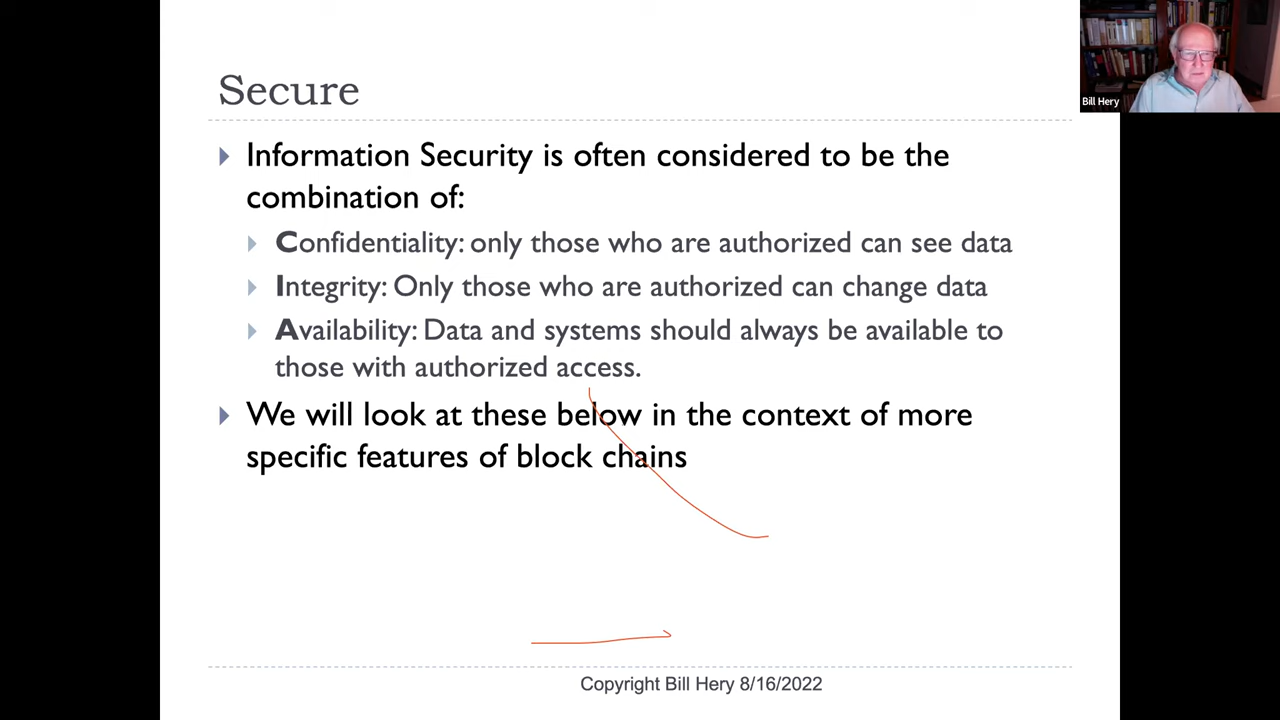 Secure
Information Security is often considered to be the
combination of:
Confidentiality: only those who are authorized can see data
Integrity: Only those who are authorized can change data
Availability: Data and systems should always be available to
those with authorized access.
We will look at these below in the context of more
specific features of block chains
Copyright Bill Hery 8/16/2022
Bill Hery